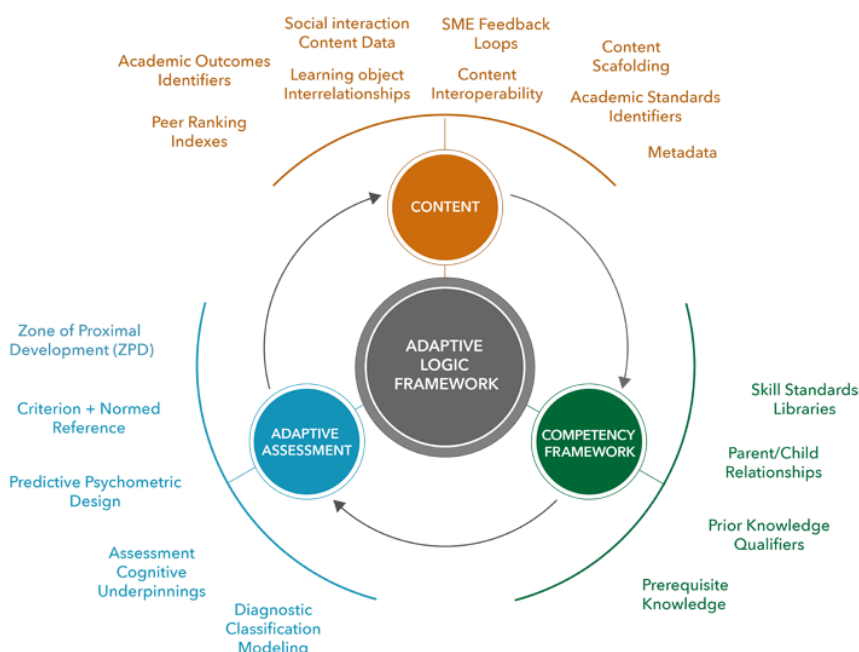 Social interaction
Content Data
SME Feedback
Loops
Content
Scafolding
Academic Outcomes
Identifiers
Learning object
Interrelationships
Content
Interoperability
Academic Standards
Identifiers
Peer Ranking
Indexes
Metadata
CONTENT
ADAPTIVE
LOGIC
FRAMEWORK
Zone of Proximal
Development (ZPD)
Criterion + Normed
Reference
Predictive Psychometric
Design
Assessment
Cognitive
Underpinnings
Diagnostic
Classification
Modeling
ADAPTIVE
ASSESSMENT
COMPETENCY
FRAMEWORK
Skill Standards
Libraries
Parent/Child
Relationships
Prior Knowledge
Qualifiers
Prerequisite
Knowledge